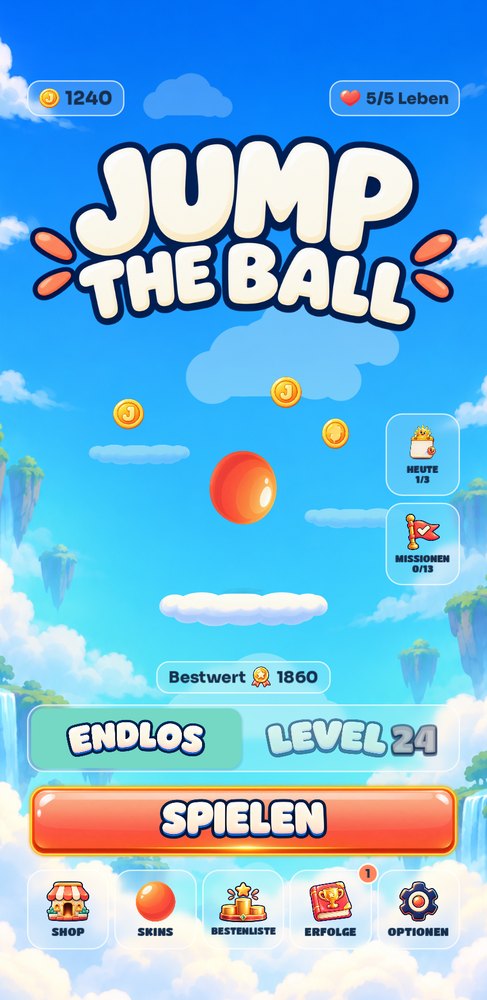 1240
5/5 Leben
JUMP
THE BALL
J
J
HEUTE
1/3
MISSIONEN
0/13
Bestwert 1860
ENDLOS
LEVEL 24
SPIELEN
1
SHOP
SKINS
BESTENLISTE
ERFOLGE
OPTIONEN